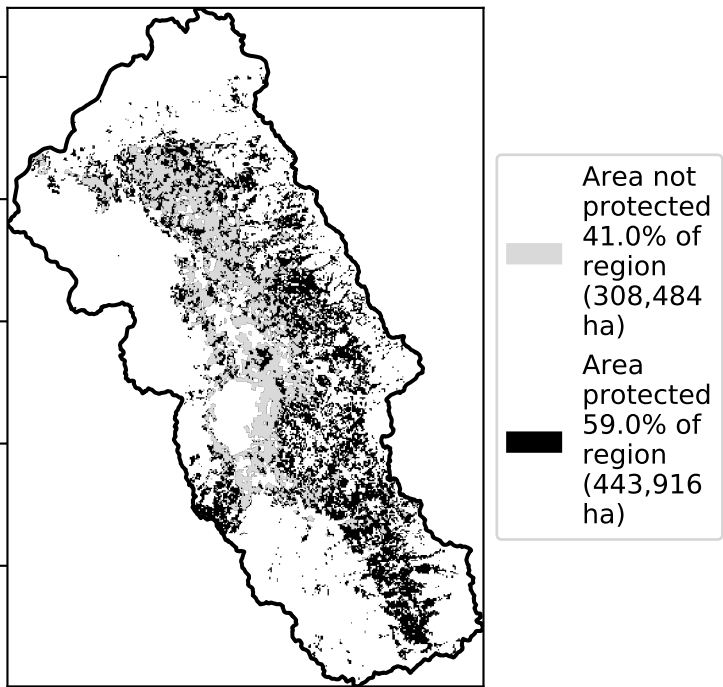 Area not
protected
41.0% of
region
(308,484
ha)
Area
protected
59.0% of
region
(443,916
ha)